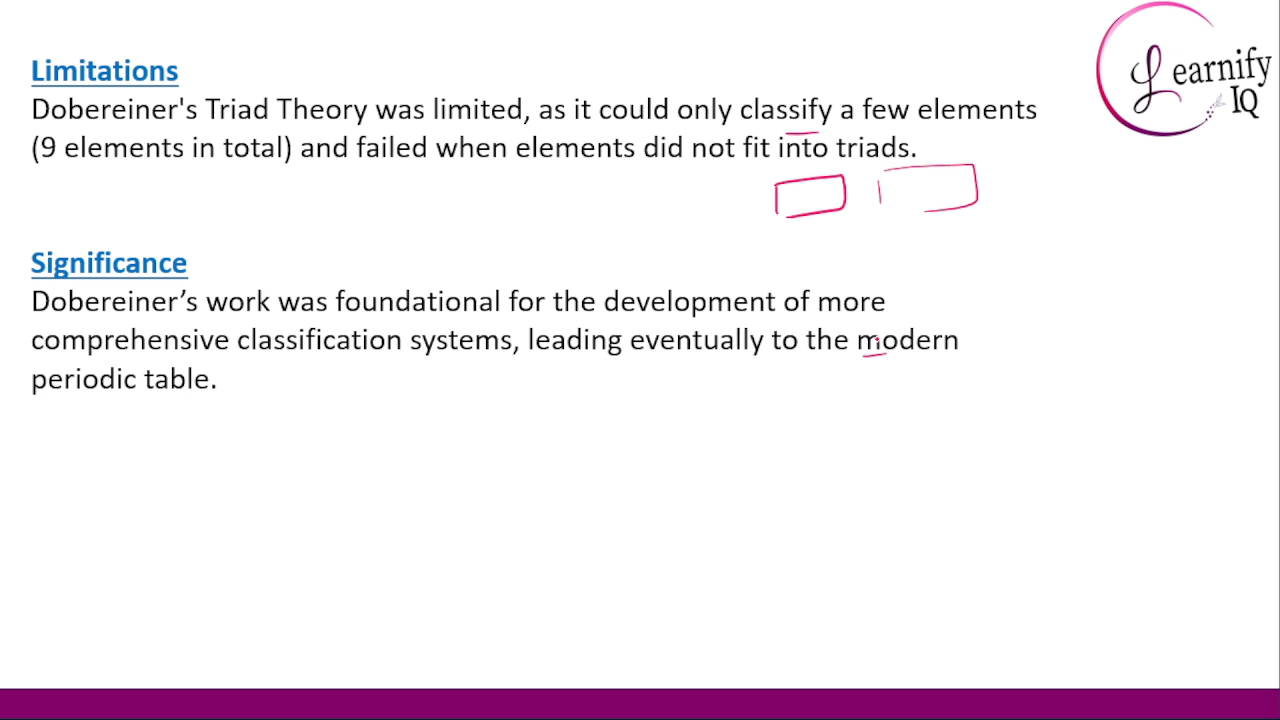 Learnify
IQ
Limitations
Dobereiner's Triad Theory was limited, as it could only classify a few elements
(9 elements in total) and failed when elements did not fit into triads.
Significance
Dobereiner’s work was foundational for the development of more
comprehensive classification systems, leading eventually to the modern
periodic table.